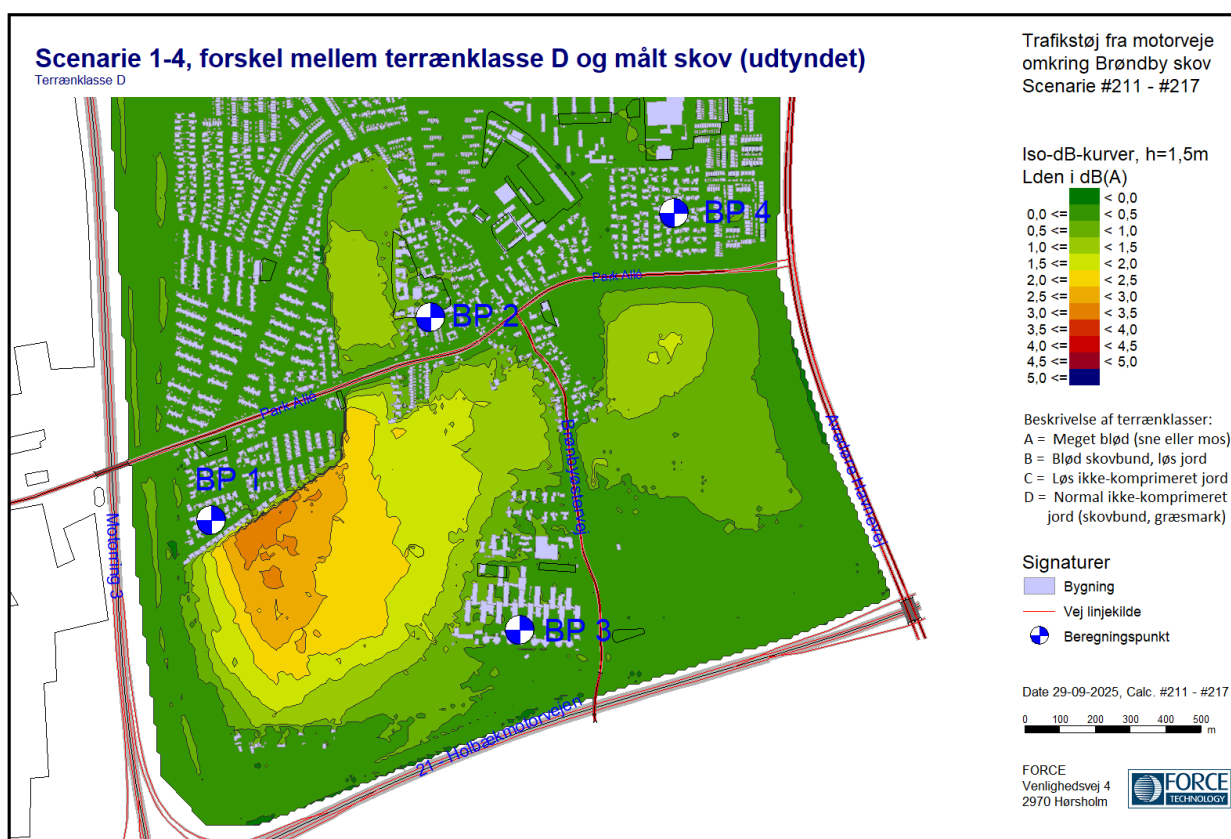 Scenarie 1-4, forskel mellem terrænklasse D og målt skov (udtyndet)
Terrænklasse D
BP 4
Park Allé
BP 2
Park Allé
BP 1
Brønbyøstervej
Avedøre Havnevej
Motorring 3
BP 3
21 - Holbækmotorvejen
Trafikstøj fra motorveje
omkring Brøndby skov
Scenarie #211 - #217
Iso-dB-kurver, h=1,5m
Lden i dB(A)
< 0,0
0,0 <= < 0,5
0,5 <= < 1,0
1,0 <= < 1,5
1,5 <= < 2,0
2,0 <= < 2,5
2,5 <= < 3,0
3,0 <= < 3,5
3,5 <= < 4,0
4,0 <= < 4,5
4,5 <= < 5,0
5,0 <=
Beskrivelse af terrænklasser:
A = Meget blød (sne eller mos)
B = Blød skovbund, løs jord
C = Løs ikke-komprimeret jord
D = Normal ikke-komprimeret
jord (skovbund, græsmark)
Signaturer
Bygning
Vej linjekilde
Beregningspunkt
Date 29-09-2025, Calc. #211 - #217
0 100 200 300 400 500
m
FORCE
Venlighedsvej 4
2970 Hørsholm
FORCE
TECHNOLOGY